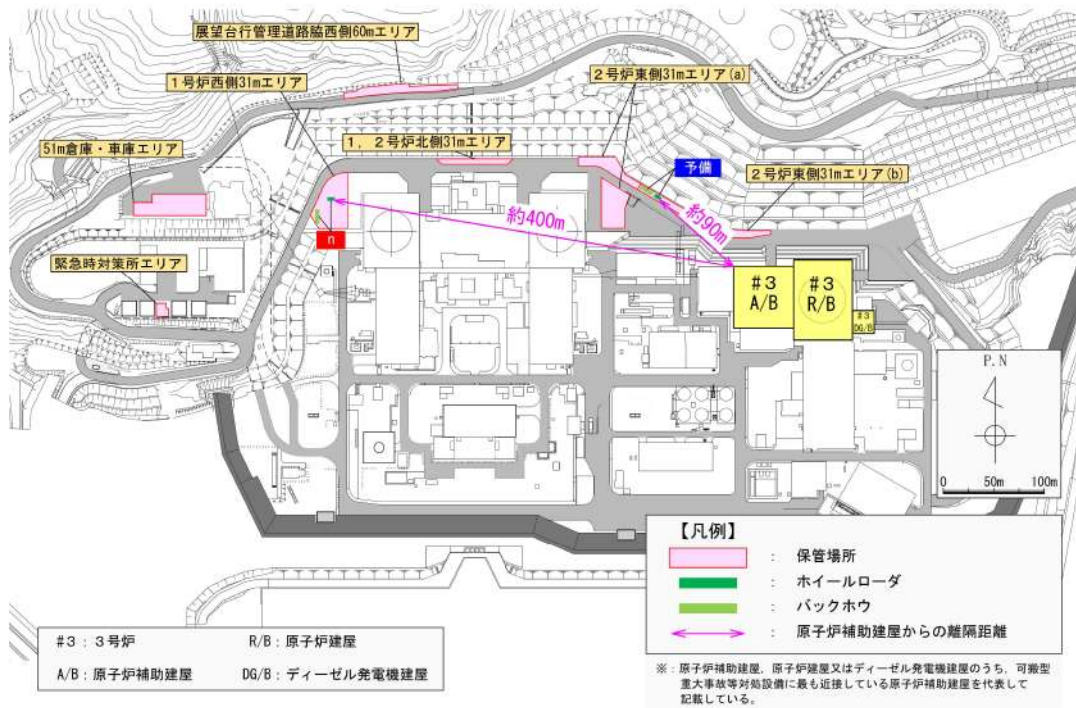 展望台行管理道路脇西側60mエリア
1号炉西側31mエリア
2号炉東側31mエリア(a)
51m倉庫・車庫エリア
1，2号炉北側31mエリア
予備
2号炉東側31mエリア(b)
約400m
約90m
n
緊急時対策所エリア
#3
A/B
#3
R/B
#3
DG/B
P.N
0 50m 100m
【凡例】
： 保管場所
： ホイールローダ
： バックホウ
： 原子炉補助建屋からの離隔距離
#3：3号炉 R/B：原子炉建屋
A/B：原子炉補助建屋 DG/B：ディーゼル発電機建屋
※：原子炉補助建屋，原子炉建屋又はディーゼル発電機建屋のうち，可搬型
重大事故等対処設備に最も近接している原子炉補助建屋を代表して
記載している。